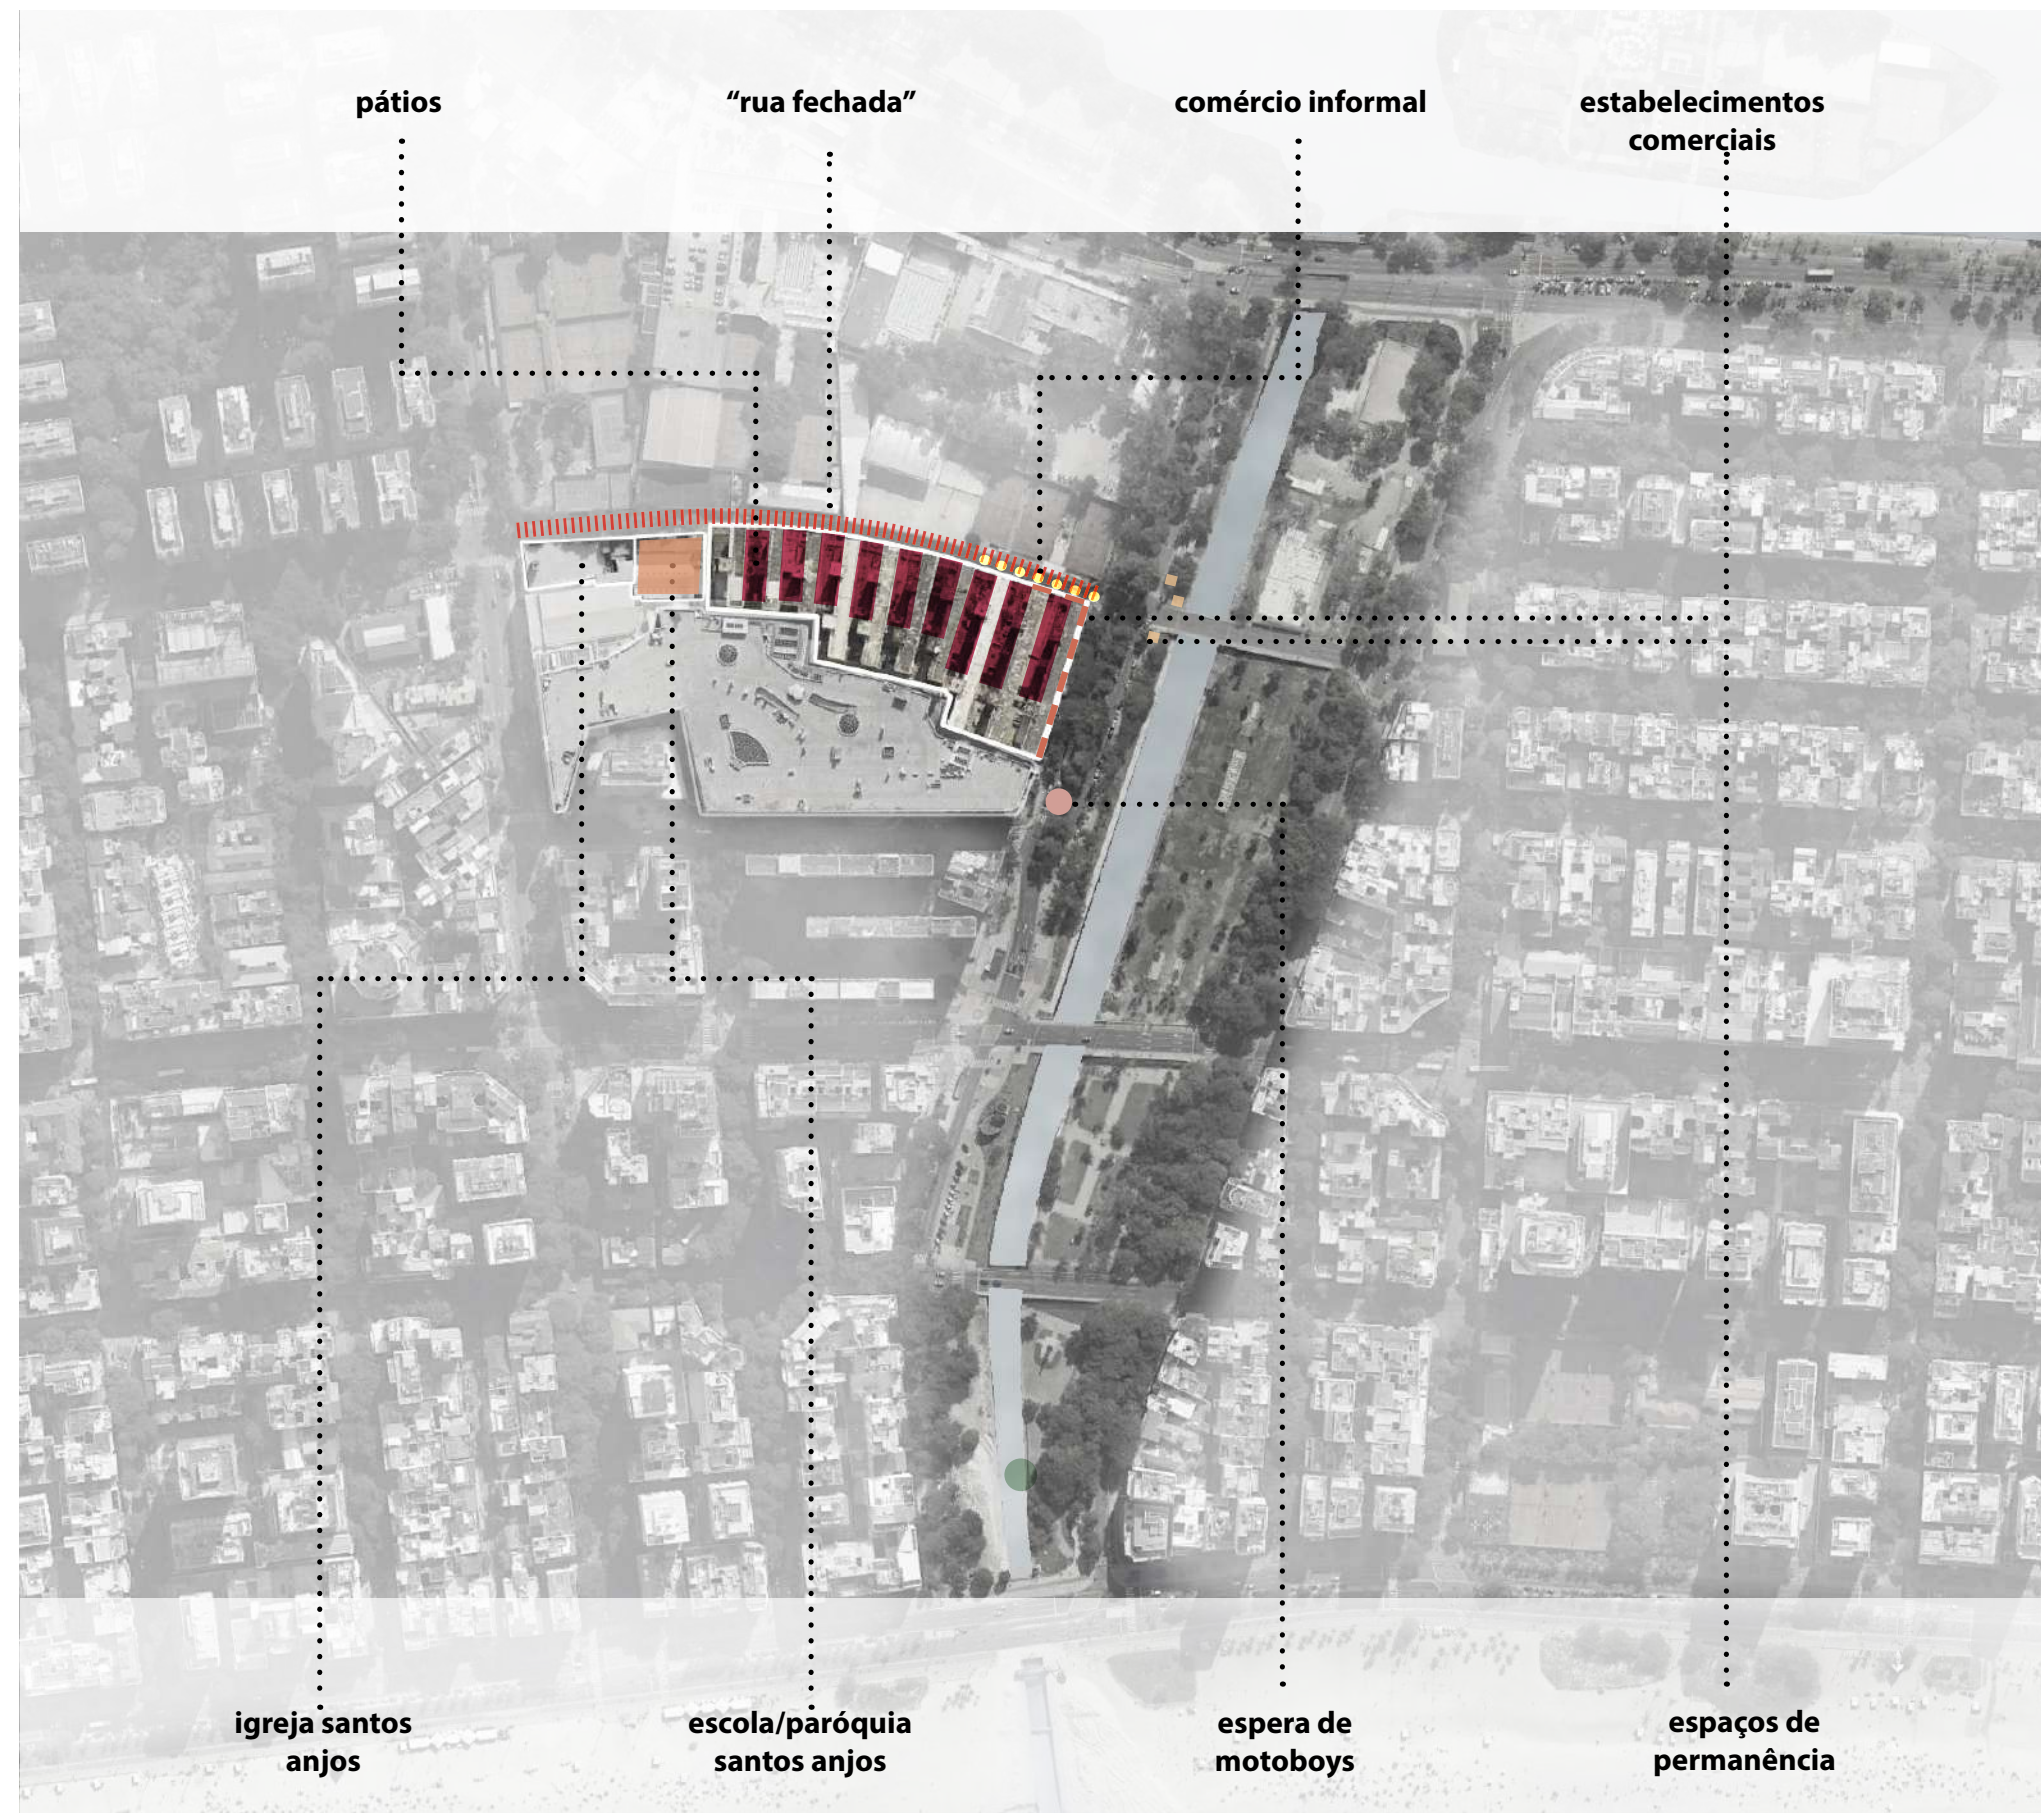 pátios
“rua fechada”
comércio informal
estabelecimentos
comerciais
igreja santos
anjos
escola/paróquia
santos anjos
espera de
motoboys
espaços de
permanência